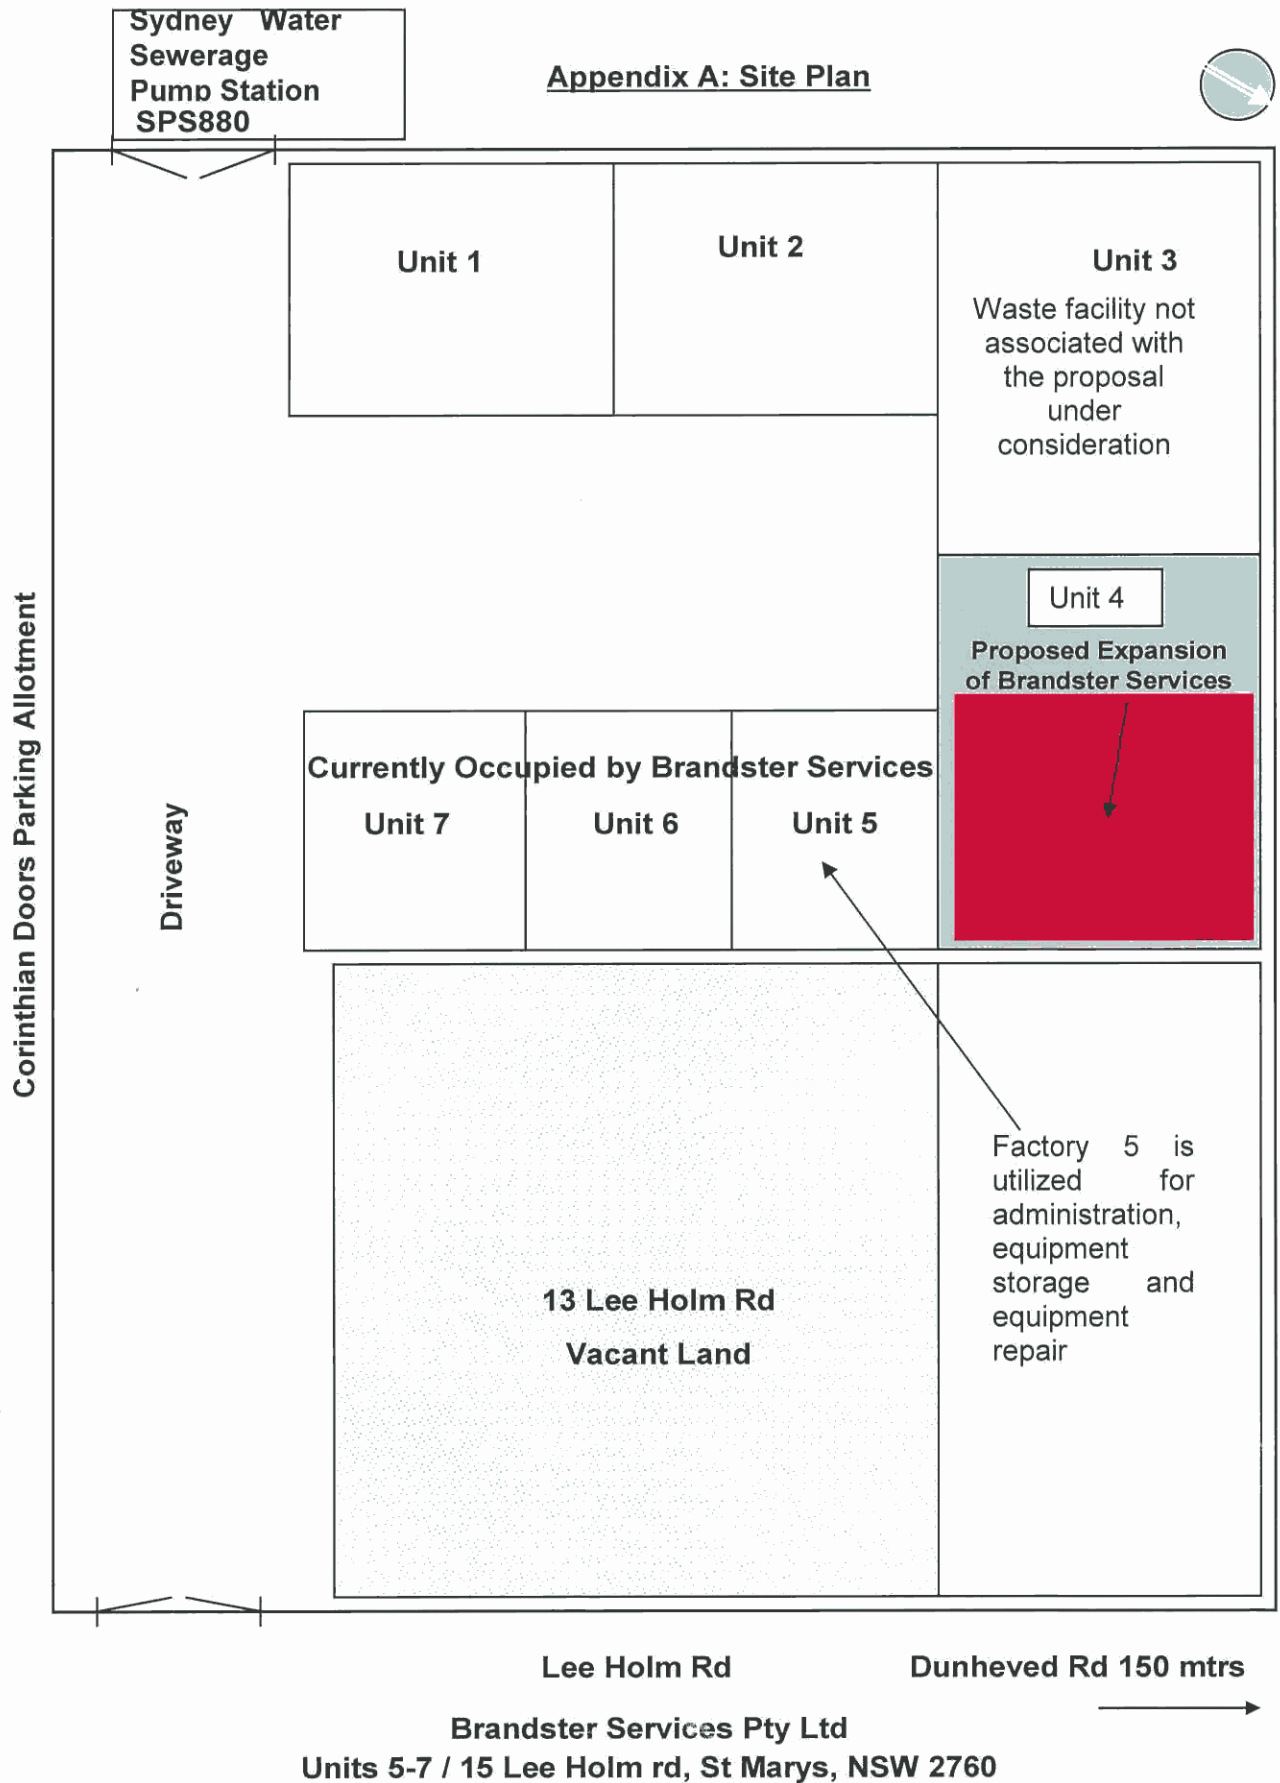 Sydney Water
Sewerage
Pump Station
SPS880
Appendix A: Site Plan
Unit 1
Unit 2
Unit 3
Waste facility not
associated with
the proposal
under
consideration
Unit 4
Proposed Expansion
of Brandster Services
Currently Occupied by Brandster Services
Unit 7
Unit 6
Unit 5
Corinthian Doors Parking Allotment
Driveway
Factory 5 is
utilized for
administration,
equipment
storage and
equipment
repair
13 Lee Holm Rd
Vacant Land
Lee Holm Rd
Dunheved Rd 150 mtrs
Brandster Services Pty Ltd
Units 5-7 / 15 Lee Holm rd, St Marys, NSW 2760